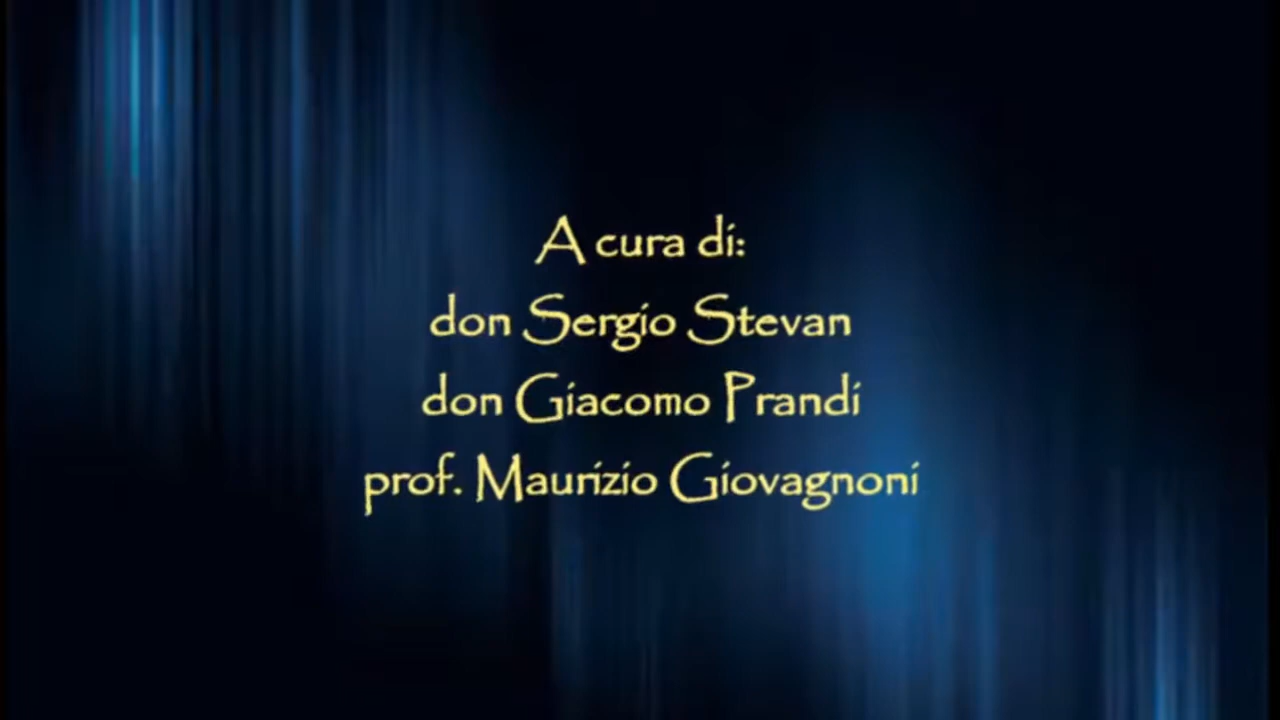 A cura di:
don Sergio Stevan
don Giacomo Prandi
prof. Maurizio Giovagnoni